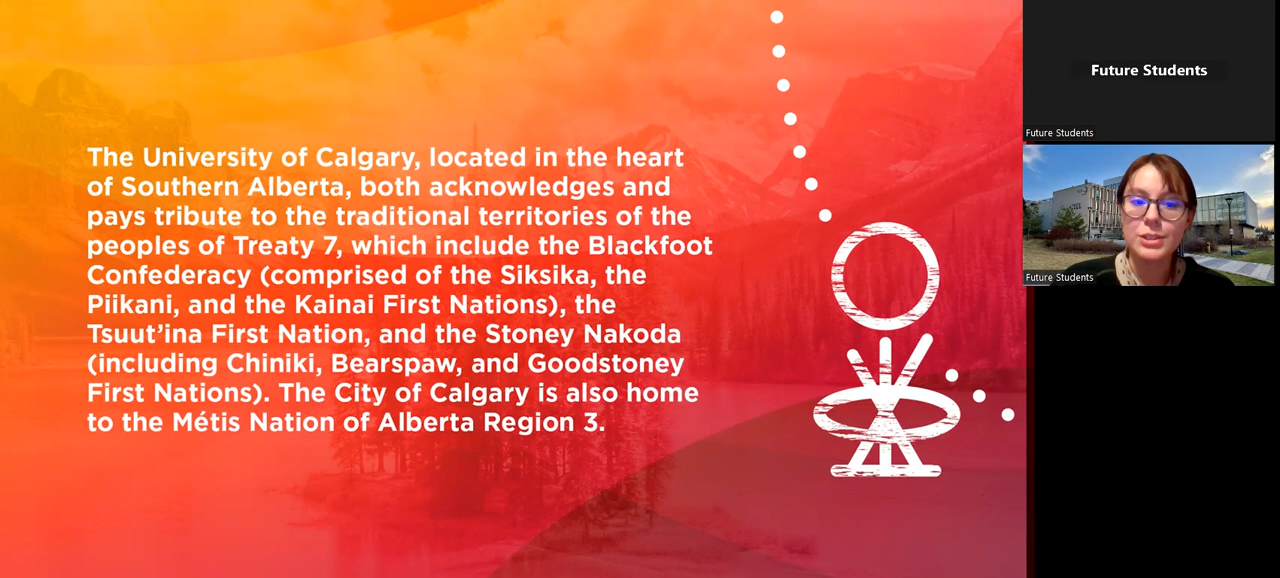 The University of Calgary, located in the heart
of Southern Alberta, both acknowledges and
pays tribute to the traditional territories of the
peoples of Treaty 7, which include the Blackfoot
Confederacy (comprised of the Siksika, the
Piikani, and the Kainai First Nations), the
Tsuut’ina First Nation, and the Stoney Nakoda
(including Chiniki, Bearspaw, and Goodstoney
First Nations). The City of Calgary is also home
to the Métis Nation of Alberta Region 3.
Future Students
Future Students
Future Students